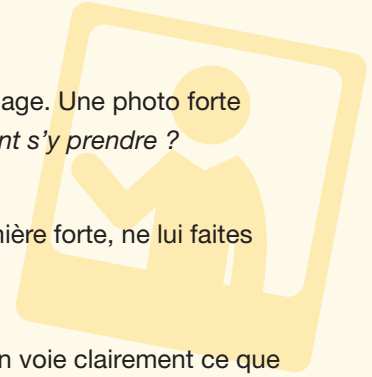 age. Une photo forte
nt s'y prendre ?
nière forte, ne lui faites
n voie clairement ce que